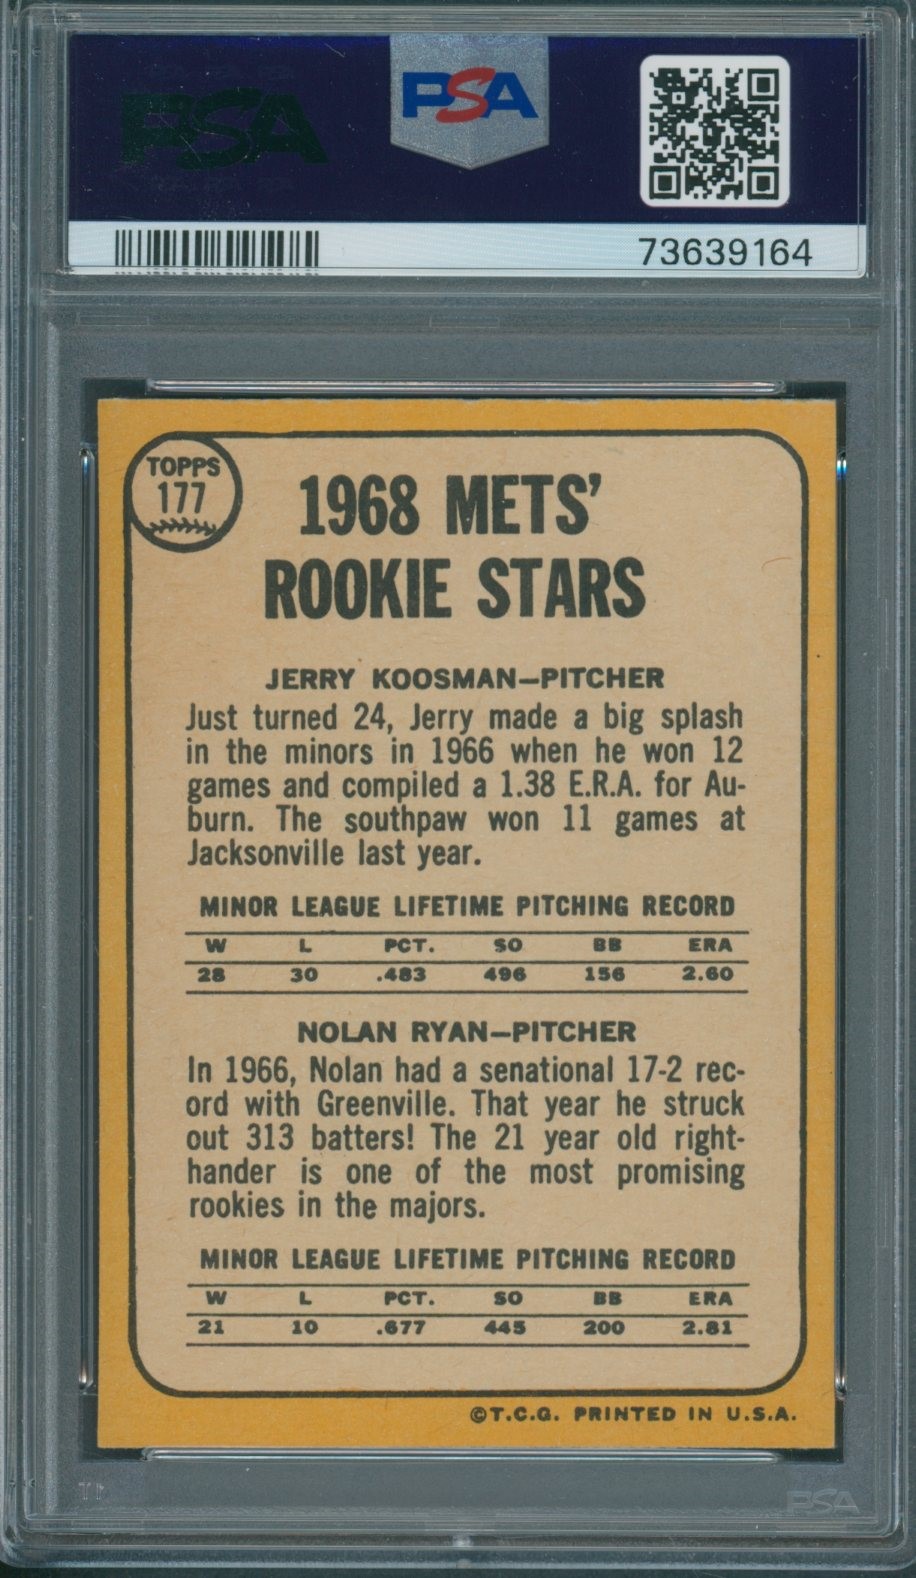 PSA
PSA
73639164
TOPPS
177
1968 METS'
ROOKIE STARS
JERRY KOOSMAN—PITCHER
Just turned 24, Jerry made a big splash
in the minors in 1966 when he won 12
games and compiled a 1.38 E.R.A. for Au-
burn. The southpaw won 11 games at
Jacksonville last year.
MINOR LEAGUE LIFETIME PITCHING RECORD
W L PCT. SO BB ERA
28 30 .483 496 156 2.60
NOLAN RYAN—PITCHER
In 1966, Nolan had a senational 17-2 rec-
ord with Greenville. That year he struck
out 313 batters! The 21 year old right-
hander is one of the most promising
rookies in the majors.
MINOR LEAGUE LIFETIME PITCHING RECORD
W L PCT. SO BB ERA
21 10 .677 445 200 2.81
©T.C.G. PRINTED IN U.S.A.
PSA